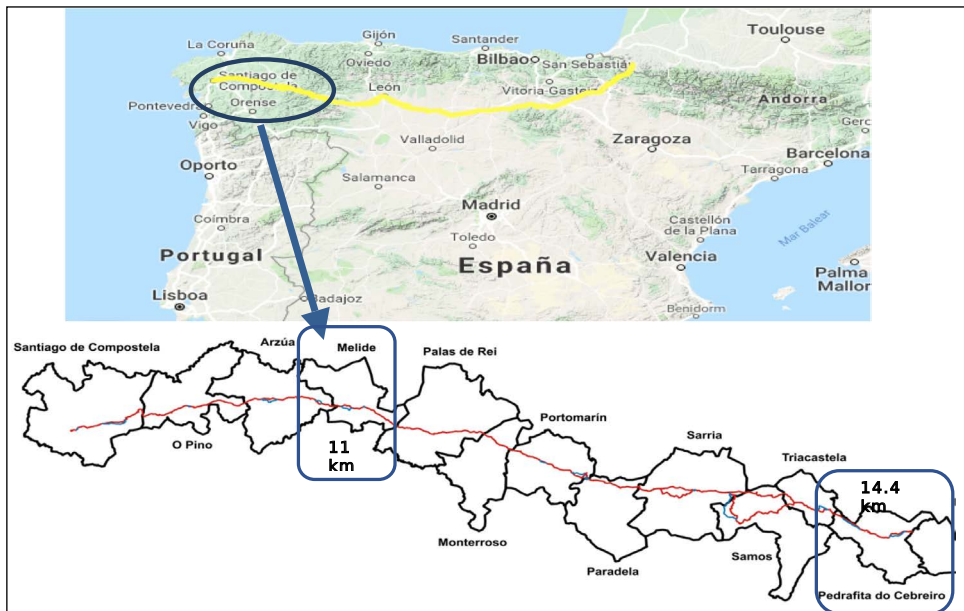 Toulouse
Gijón
Santander
La Coruña
Bilbao
San Sebastiá
Oviedo
Santiago de
Compostela
León
Vitoria-Gasteiz
Andorra
Pontevedra
Orense
Vigo
Gerc
Valladolid
Zaragoza
Barcelona
Oporto
Tarragona
Salamanca
Madrid
Coímbra
Castellón
de la Plana
Mar Balear
Toledo
Portugal
España
Valencia
Palma
Mallor
Lisboa
Badajoz
Benidorm
Santiago de Compostela
Arzúa
Melide
Palas de Rei
Portomarín
O Pino
11
km
Sarria
Triacastela
14.4
km
Monterroso
Paradela
Samos
Pedrafita do Cebreiro